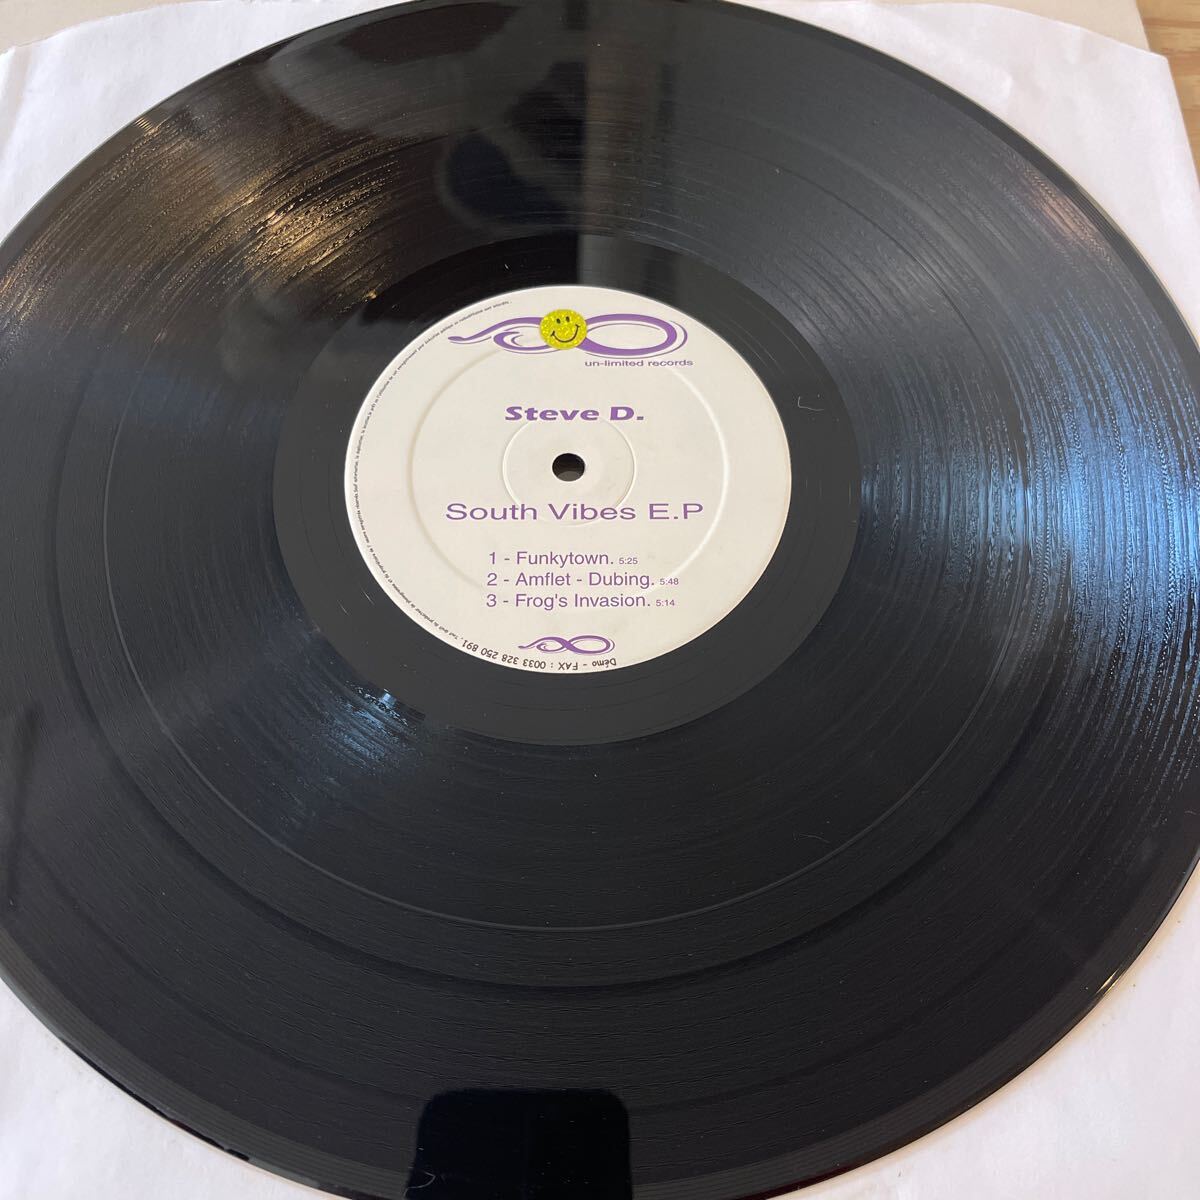 un-limited records
Steve D.
South Vibes E.P
1 - Funkytown. 5:25
2 - Amflet - Dubing. 5:48
3 - Frog's Invasion. 5:14
Démo - FAX : 0033 328 250 891